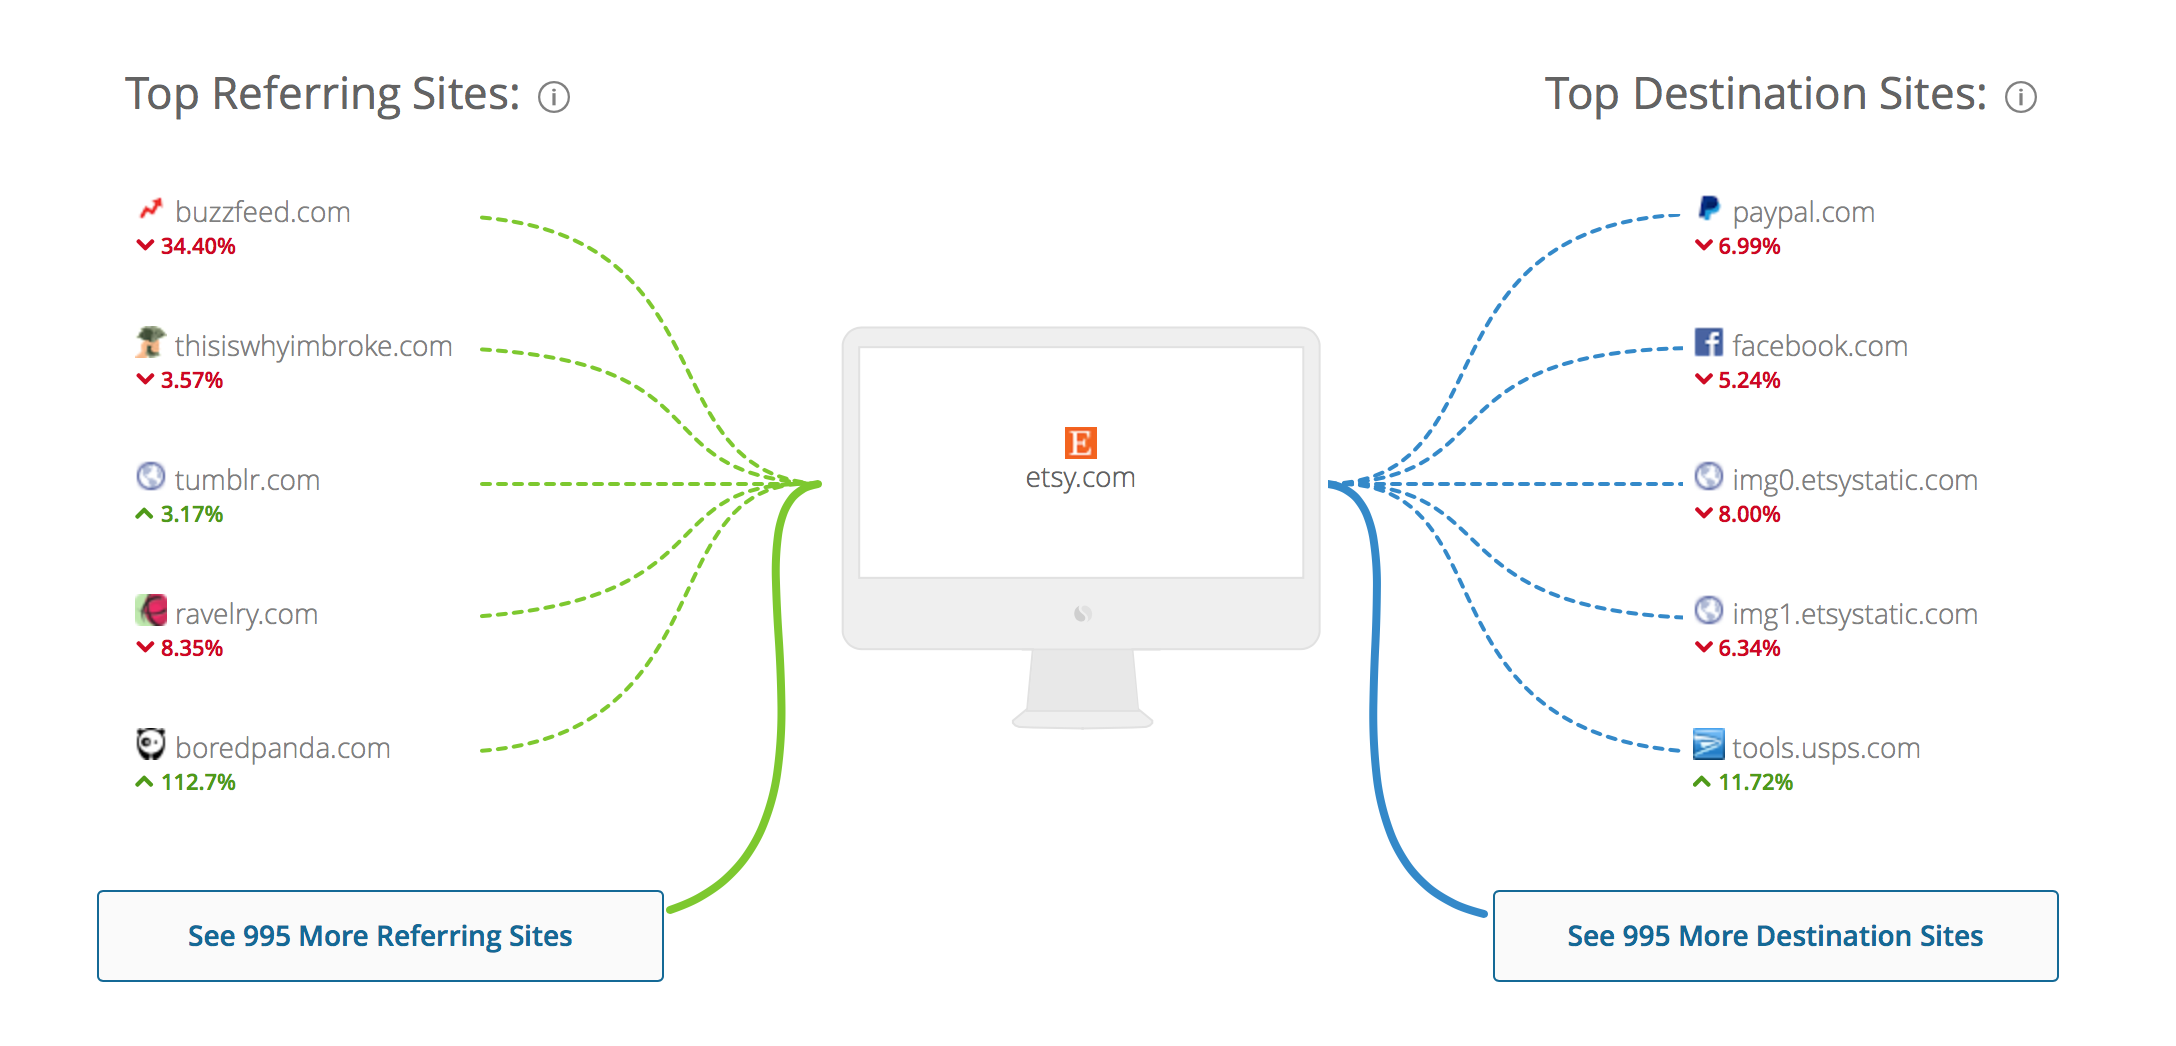 Top Referring Sites:
buzzfeed.com
34.40%
thisiswhyimbroke.com
3.57%
tumblr.com
3.17%
ravelry.com
8.35%
boredpanda.com
112.7%
See 995 More Referring Sites
E
etsy.com
Top Destination Sites:
paypal.com
6.99%
facebook.com
5.24%
img0.etsystatic.com
8.00%
img1.etsystatic.com
6.34%
tools.usps.com
11.72%
See 995 More Destination Sites